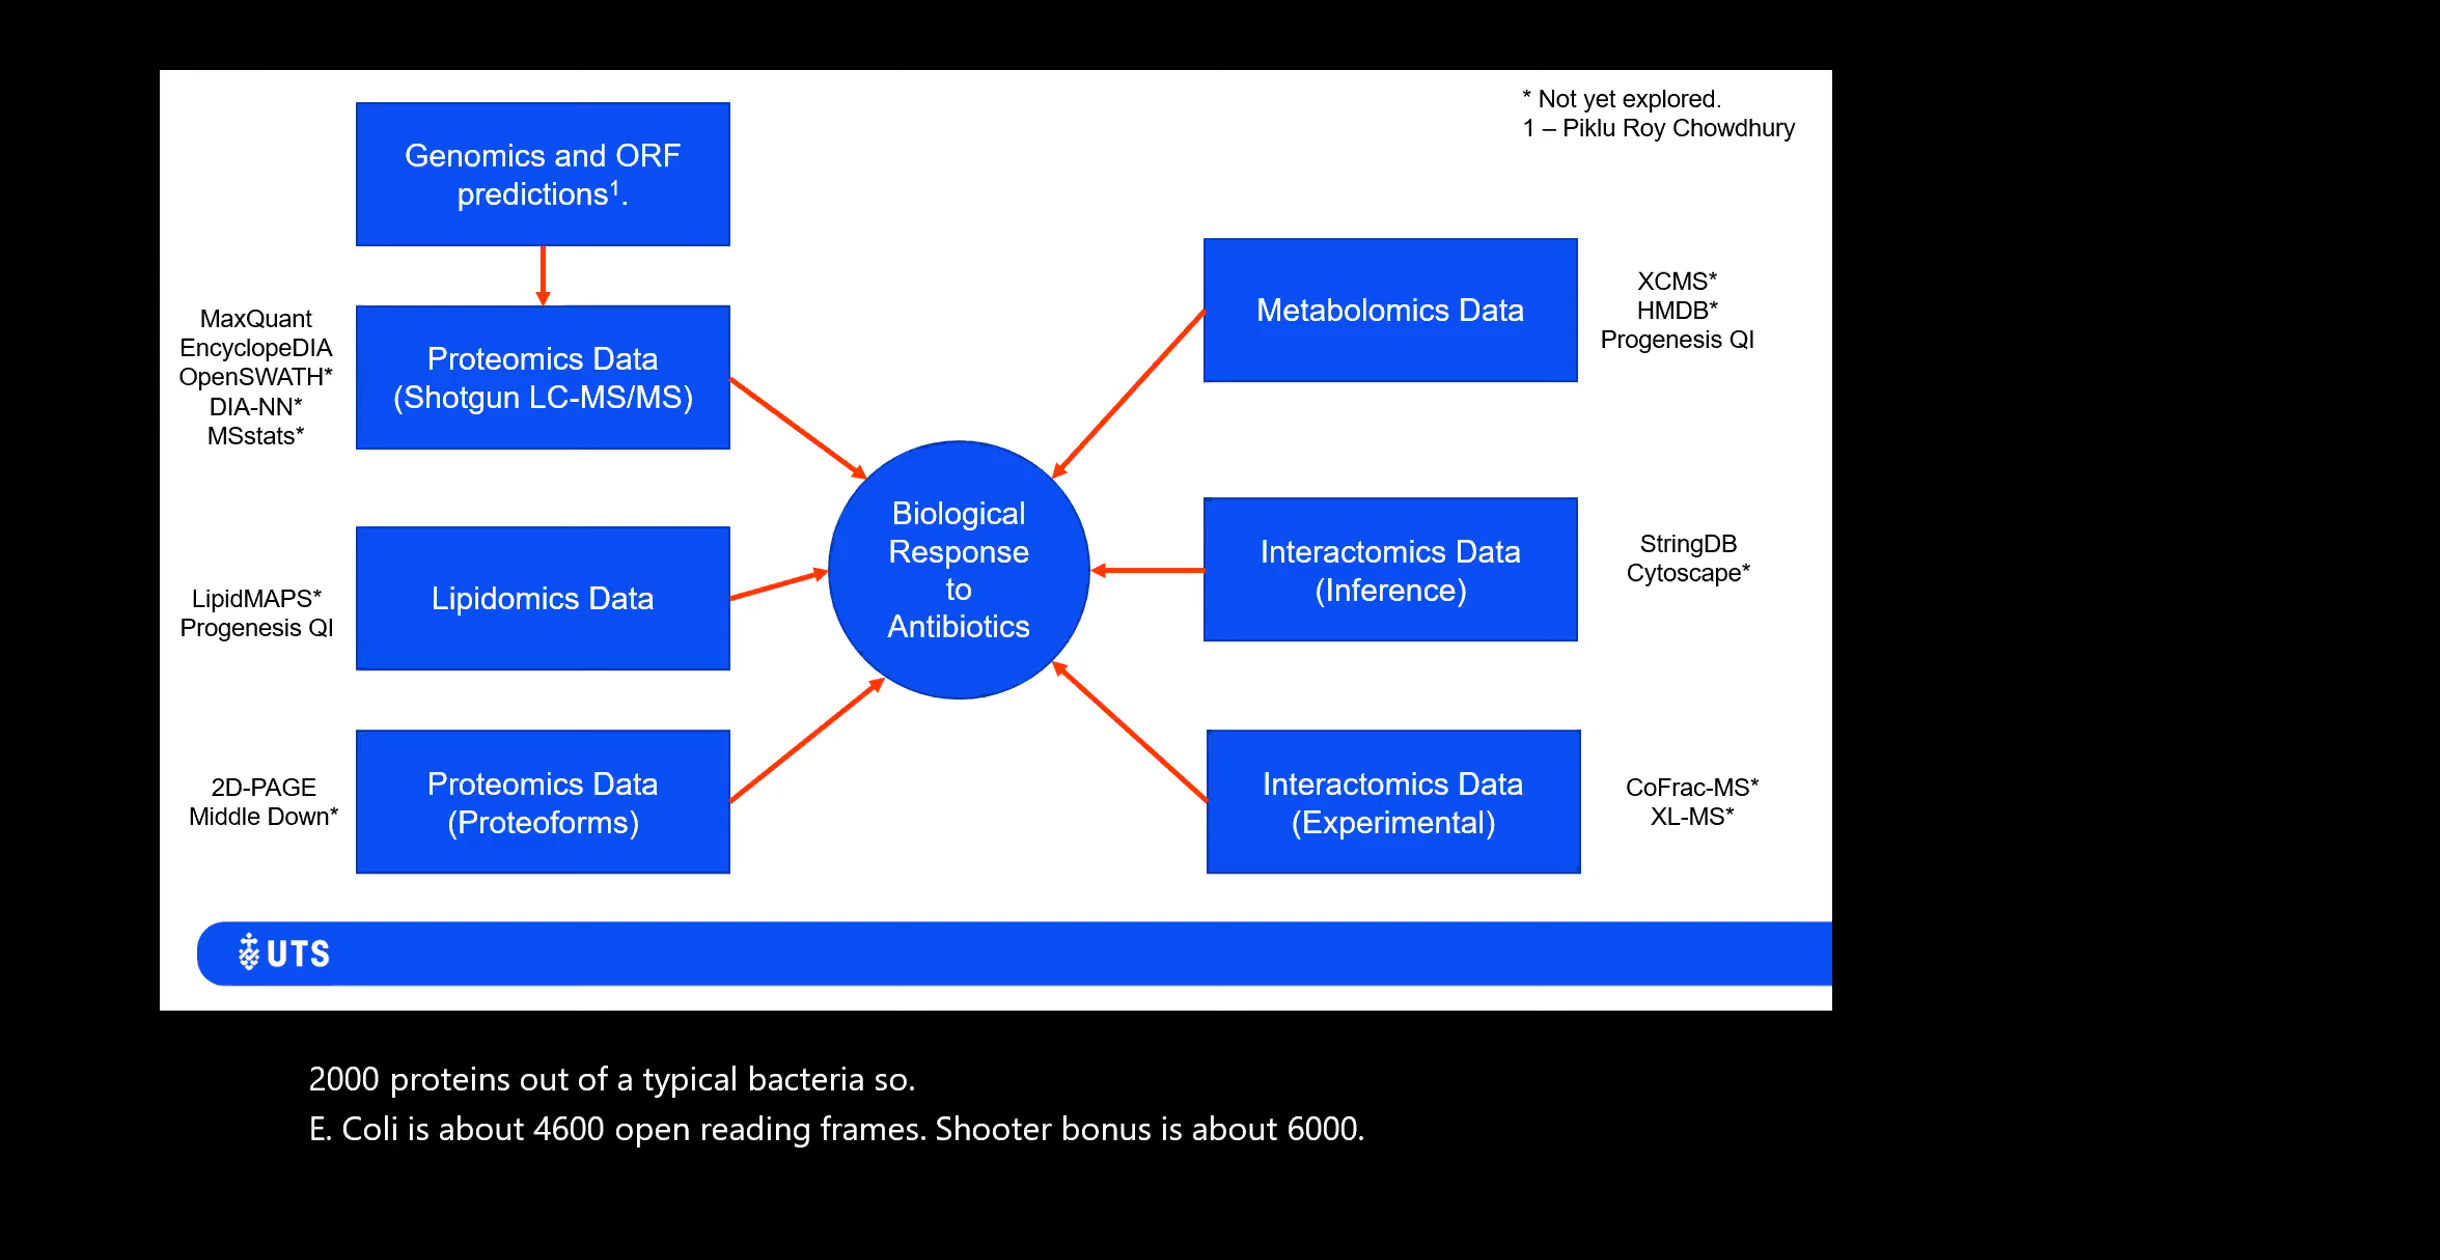 * Not yet explored.
1 – Piklu Roy Chowdhury
Genomics and ORF
predictions¹.
MaxQuant
EncyclopeDIA
OpenSWATH*
DIA-NN*
MSstats*
Proteomics Data
(Shotgun LC-MS/MS)
LipidMAPS*
Progenesis QI
Lipidomics Data
2D-PAGE
Middle Down*
Proteomics Data
(Proteoforms)
Biological
Response
to
Antibiotics
Metabolomics Data
XCMS*
HMDB*
Progenesis QI
Interactomics Data
(Inference)
StringDB
Cytoscape*
Interactomics Data
(Experimental)
CoFrac-MS*
XL-MS*
UTS
2000 proteins out of a typical bacteria so.
E. Coli is about 4600 open reading frames. Shooter bonus is about 6000.